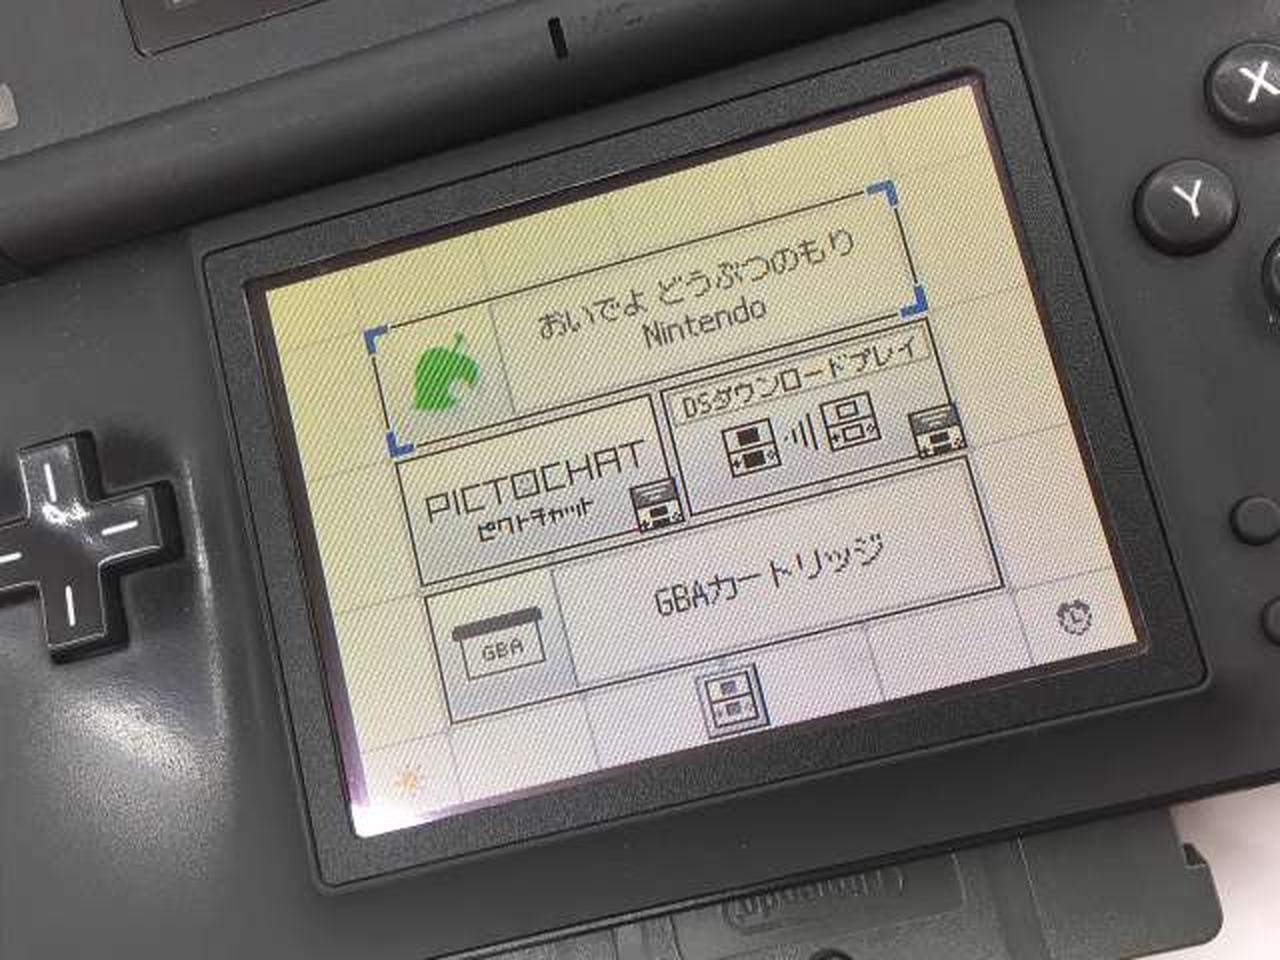 X
Y
おいでよ どうぶつのもり
Nintendo
DSダウンロードプレイ
PICTOCHAT
ピクトチャット
GBAカートリッジ
GBA
Nintendo